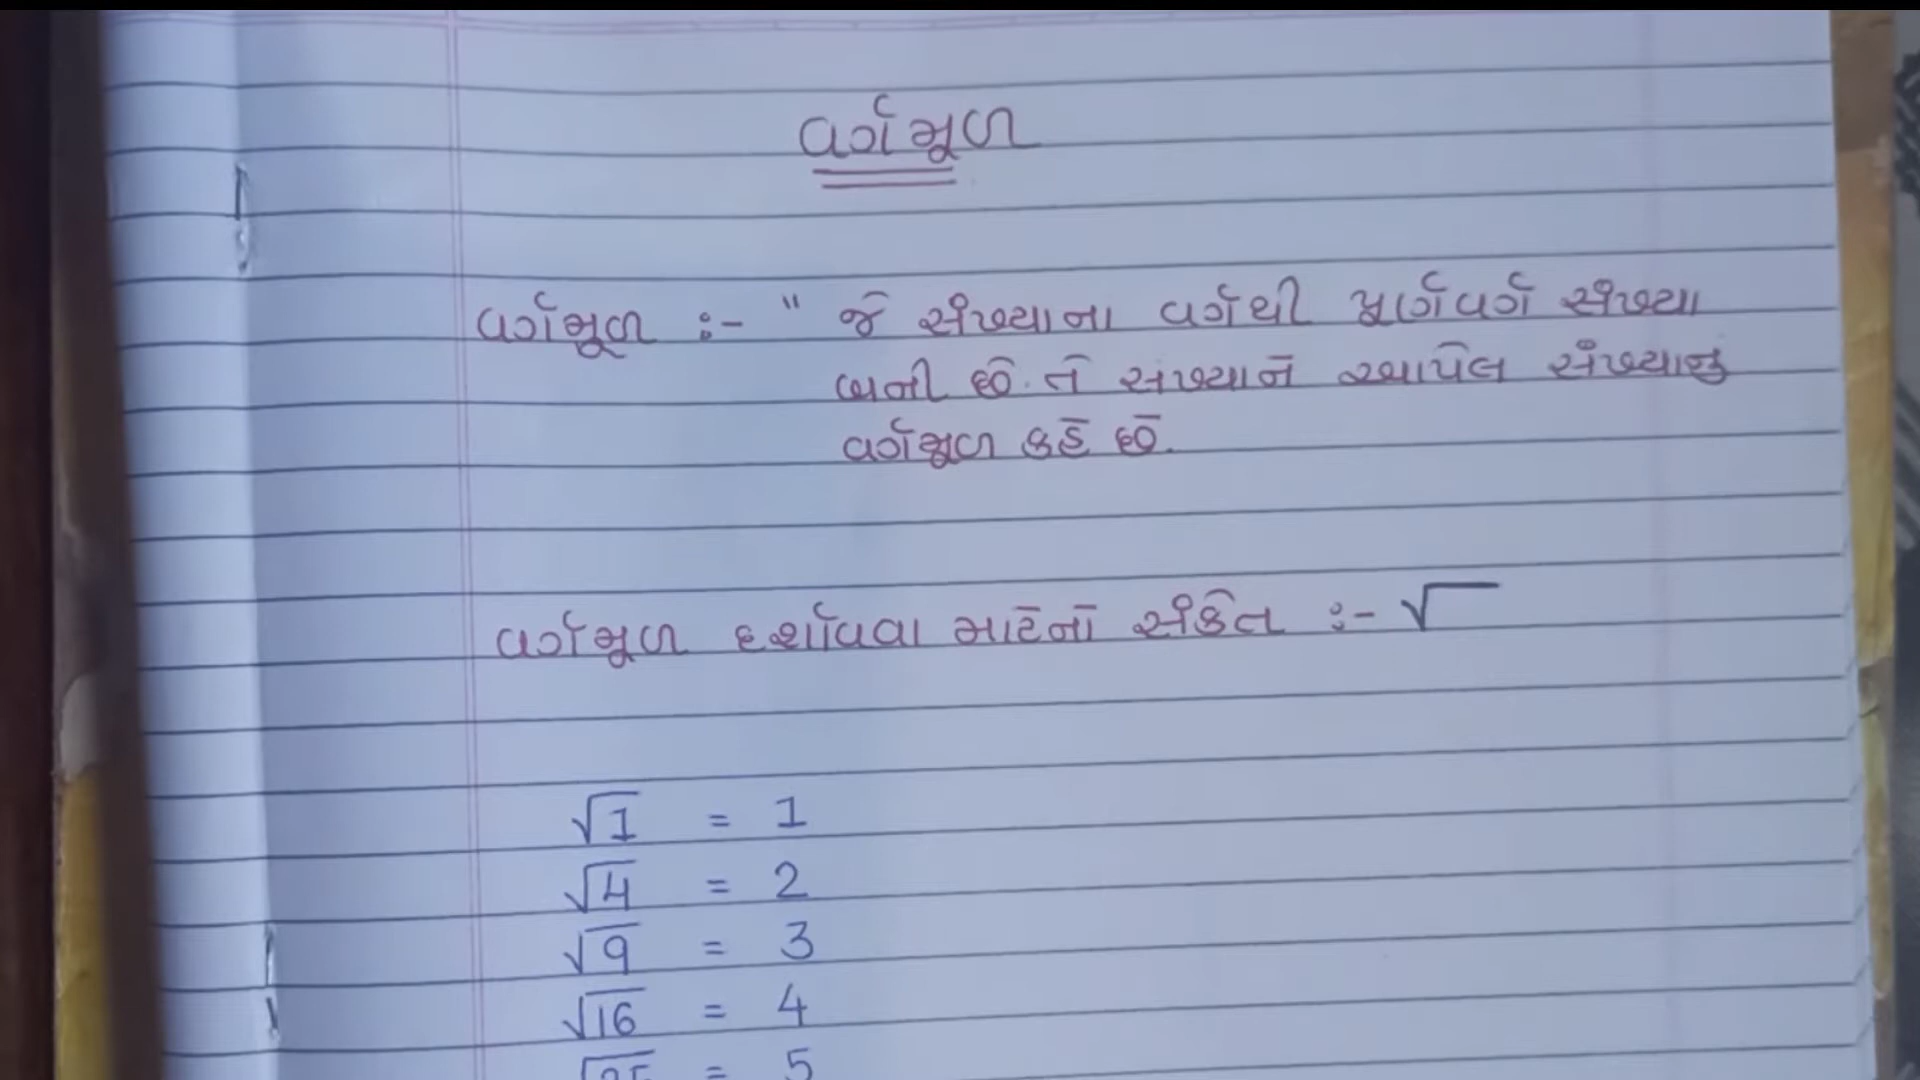 વર્ગમૂળ
વર્ગમૂળ :- " જે સંખ્યાના વર્ગથી પૂર્ણવર્ગ સંખ્યા
બની છે. તે સંખ્યાને આપેલ સંખ્યાનું
વર્ગમૂળ કહે છે.
વર્ગમૂળ દર્શાવવા માટેનો સંકેત :- √
√1 = 1
√4 = 2
√9 = 3
√16 = 4
√25 = 5